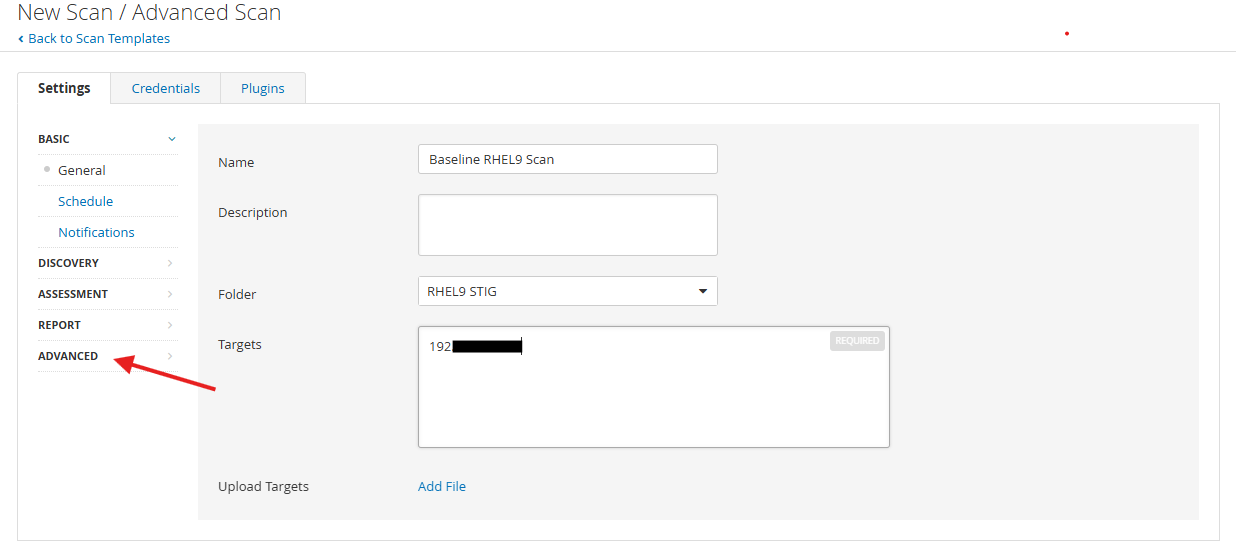 New Scan / Advanced Scan
Back to Scan Templates
Settings
Credentials
Plugins
BASIC
General
Schedule
Notifications
DISCOVERY
ASSESSMENT
REPORT
ADVANCED
Name
Baseline RHEL9 Scan
Description
Folder
RHEL9 STIG
Targets
192
REQUIRED
Upload Targets
Add File